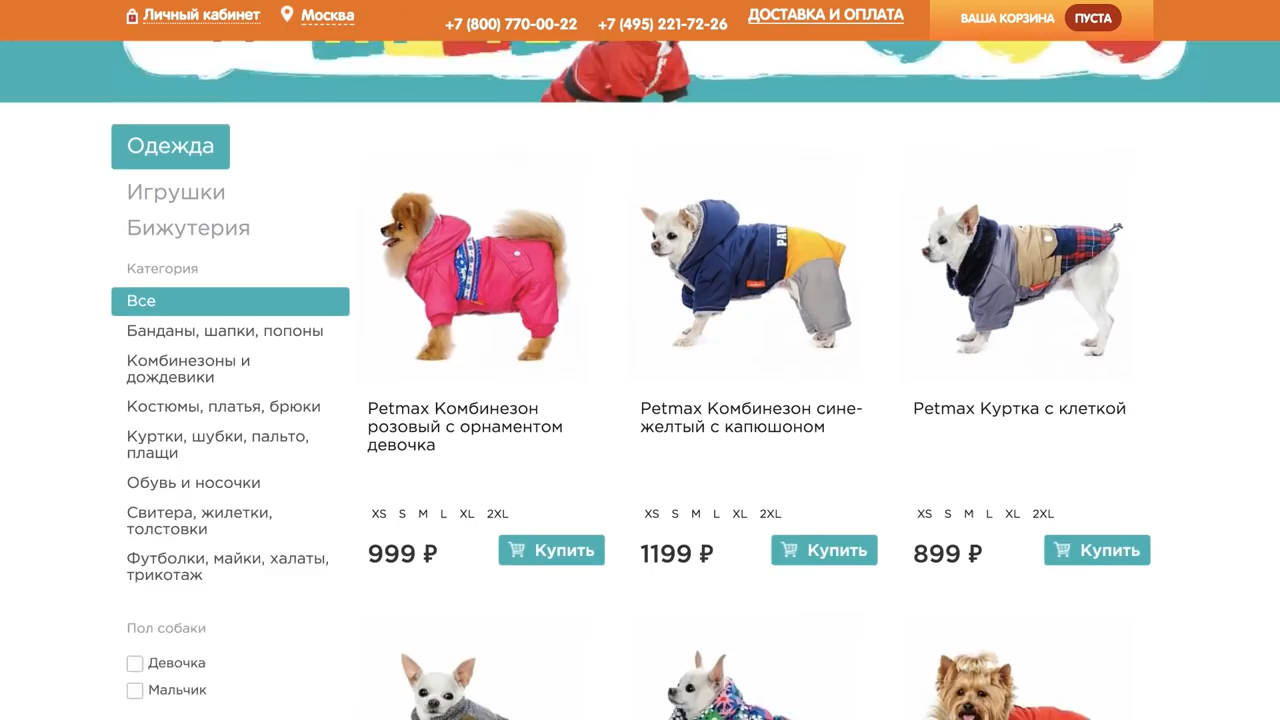 Личный кабинет
Москва
+7 (800) 770-00-22
+7 (495) 221-72-26
ДОСТАВКА И ОПЛАТА
ВАША КОРЗИНА
ПУСТА
Одежда
Игрушки
Бижутерия
Категория
Все
Банданы, шапки, попоны
Комбинезоны и
дождевики
Костюмы, платья, брюки
Куртки, шубки, пальто,
плащи
Обувь и носочки
Свитера, жилетки,
толстовки
Футболки, майки, халаты,
трикотаж
Пол собаки
Девочка
Мальчик
Petmax Комбинезон
розовый с орнаментом
девочка
XS S M L XL 2XL
999 ₽
Купить
PAW
Petmax Комбинезон сине-
желтый с капюшоном
XS S M L XL 2XL
1199 ₽
Купить
Petmax Куртка с клеткой
XS S M L XL 2XL
899 ₽
Купить